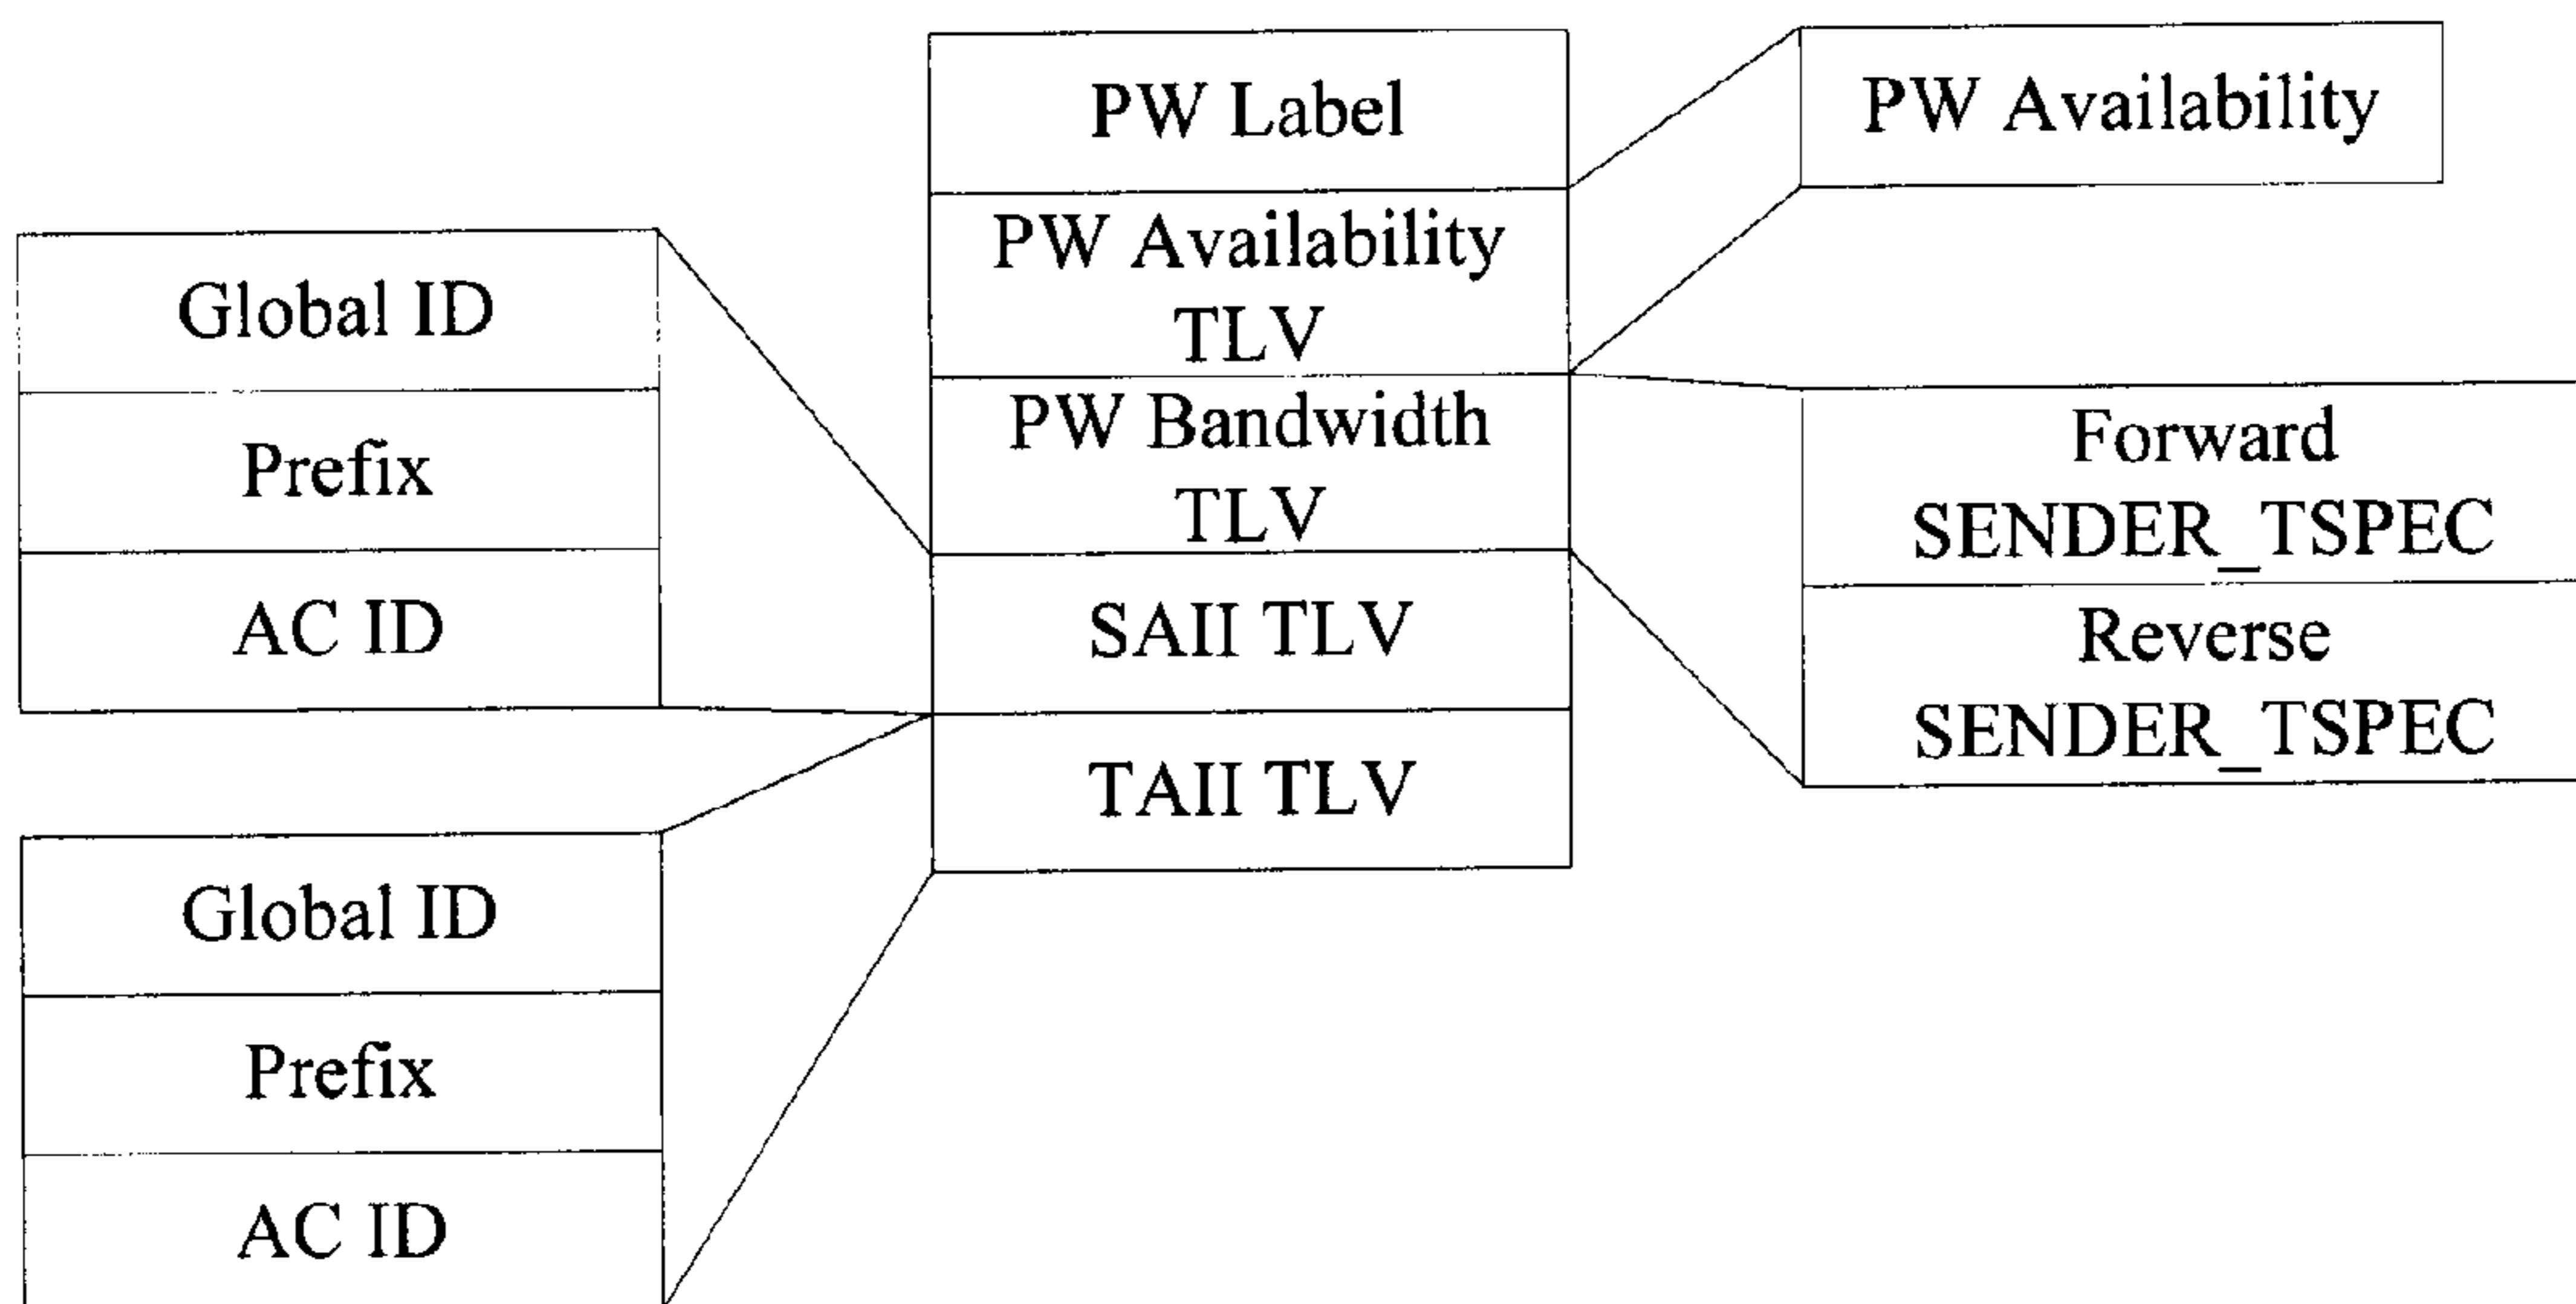 PW Label
PW Availability
TLV
PW Bandwidth
TLV
SAII TLV
TAII TLV
PW Availability
Forward
SENDER_TSPEC
Reverse
SENDER_TSPEC
Global ID
Prefix
AC ID
Global ID
Prefix
AC ID